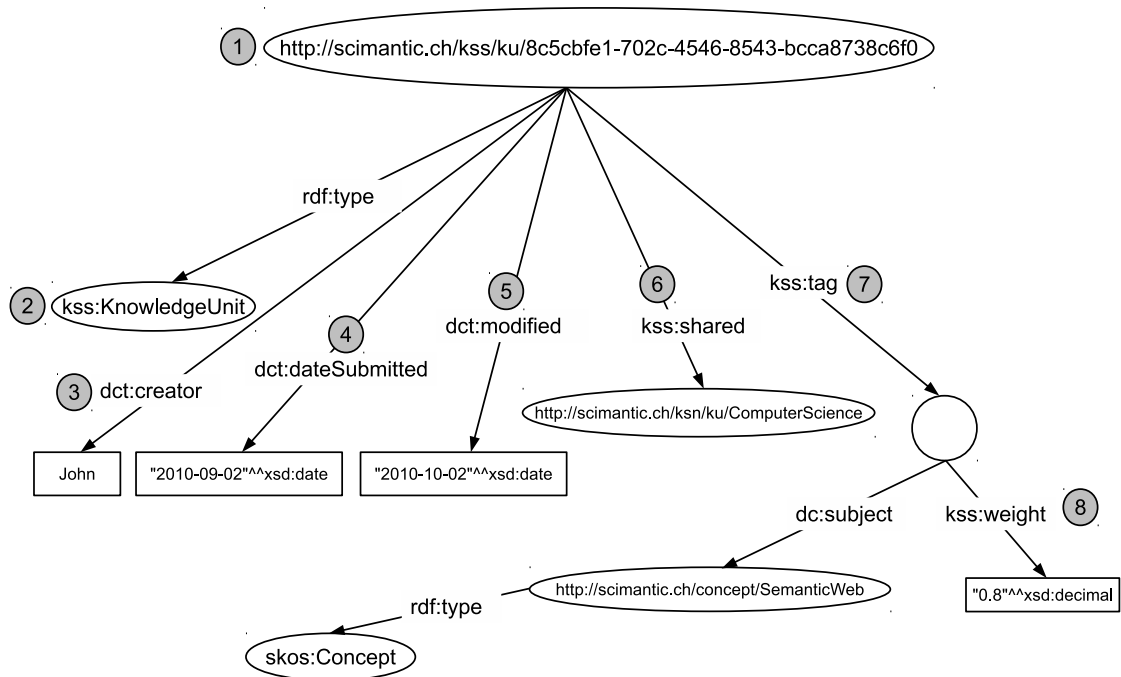 1
http://scimantic.ch/kss/ku/8c5cbfe1-702c-4546-8543-bcca8738c6f0
rdf:type
2
kss:KnowledgeUnit
3
dct:creator
4
dct:dateSubmitted
5
dct:modified
6
kss:shared
kss:tag
7
http://scimantic.ch/ksn/ku/ComputerScience
John
"2010-09-02"^^xsd:date
"2010-10-02"^^xsd:date
dc:subject
kss:weight
8
http://scimantic.ch/concept/SemanticWeb
"0.8"^^xsd:decimal
rdf:type
skos:Concept